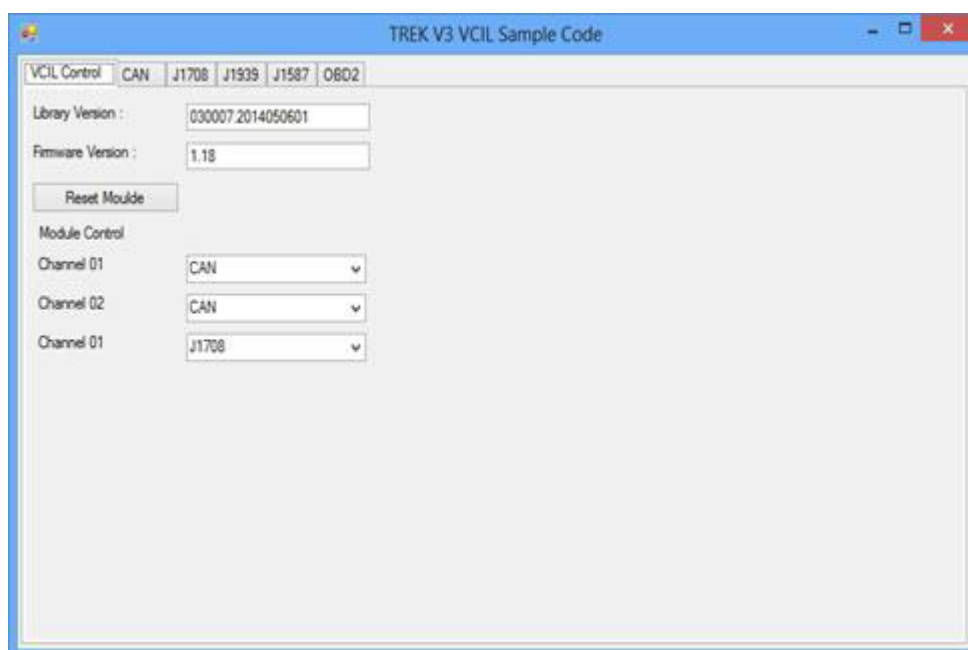 TREK V3 VCIL Sample Code
VCIL Control CAN J1708 J1939 J1587 OBD2
Library Version : 030007.2014050601
Firmware Version : 1.18
Reset Moulde
Module Control
Channel 01 CAN
Channel 02 CAN
Channel 01 J1708